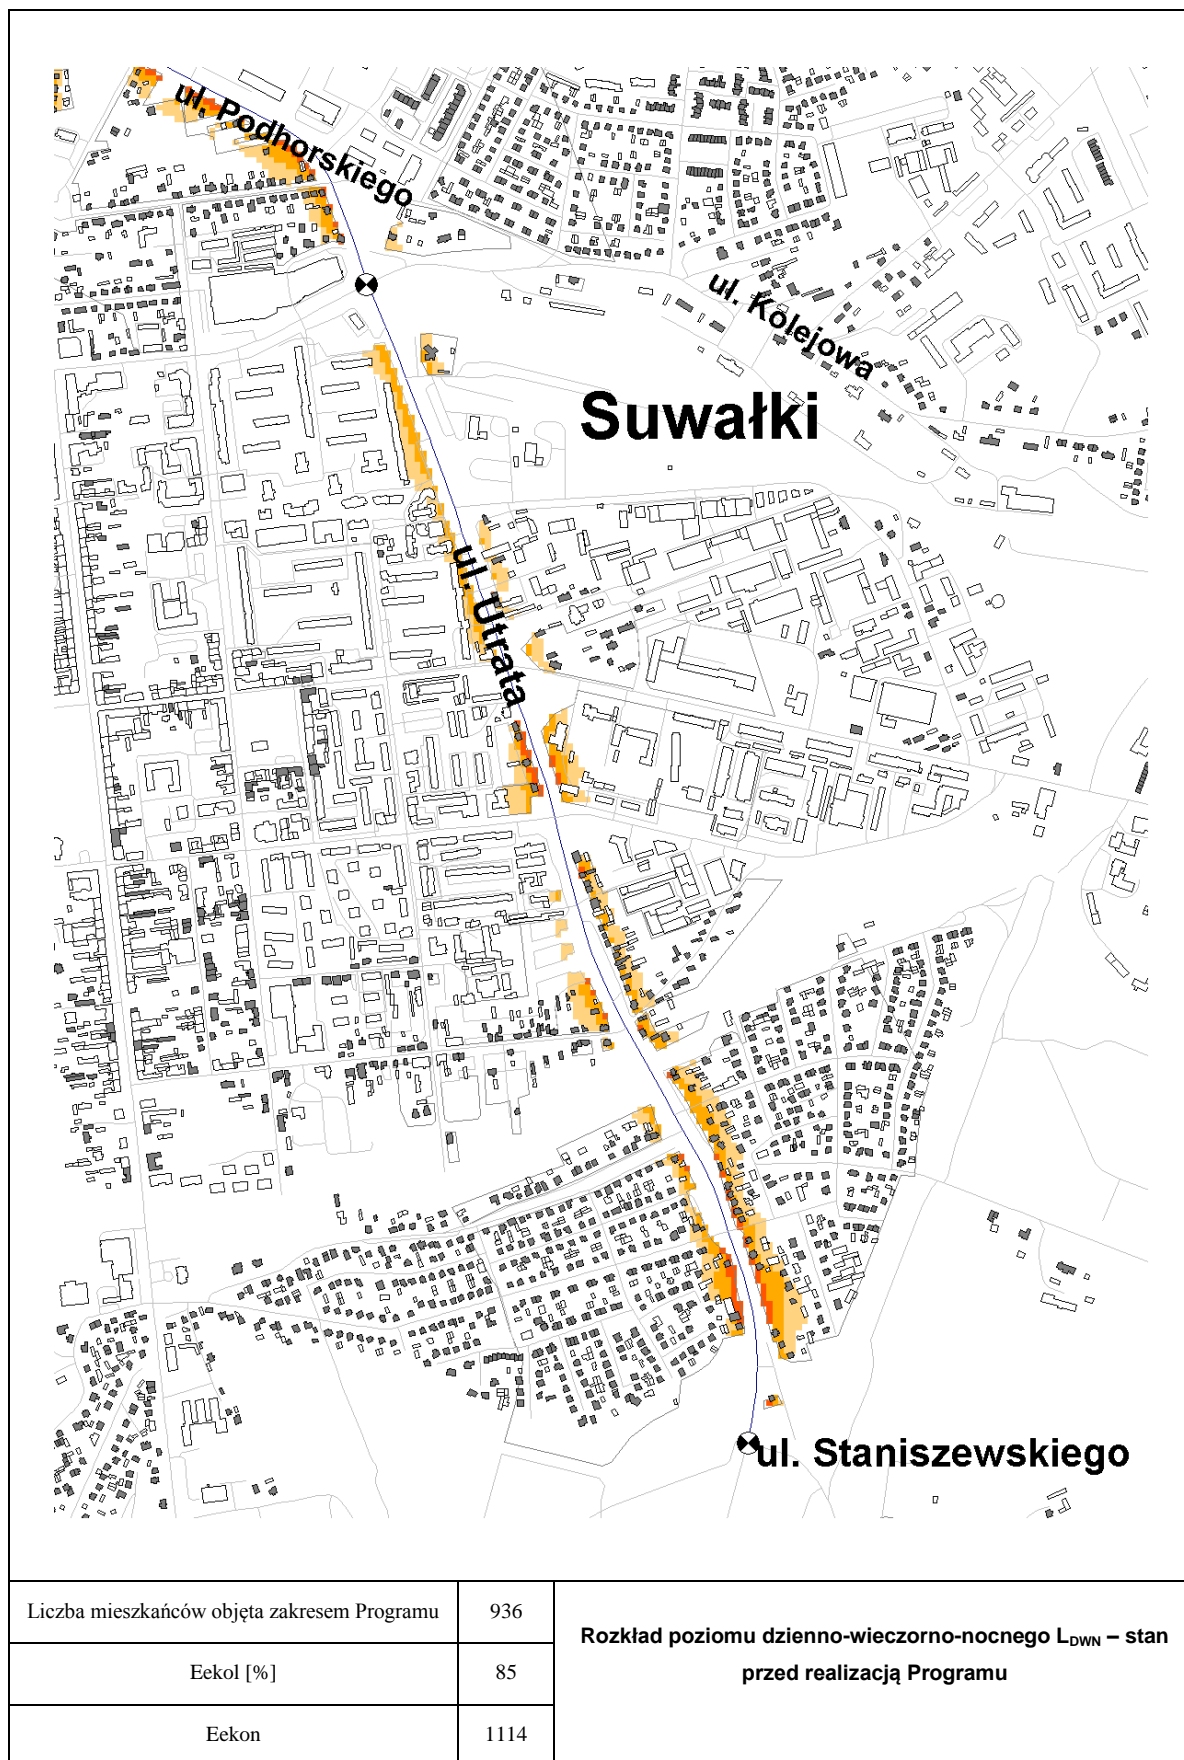 ul. Podhorskiego
ul. Kolejowa
Suwałki
ul. Utrata
ul. Staniszewskiego
Liczba mieszkańców objęta zakresem Programu 936
Eekol [%] 85
Eekon 1114
Rozkład poziomu dzienno-wieczorno-nocnego LDWN – stan
przed realizacją Programu